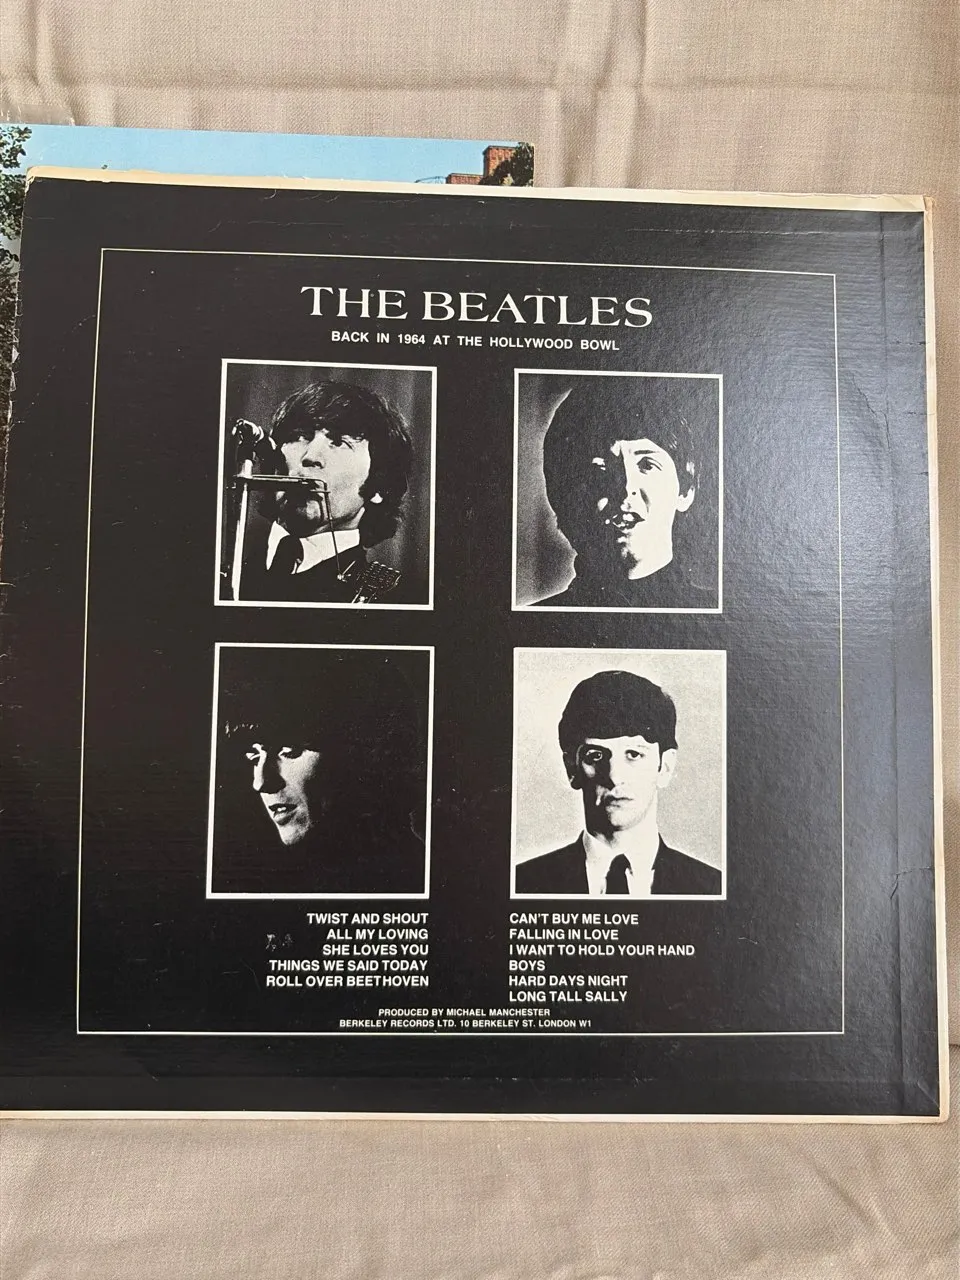 THE BEATLES
BACK IN 1964 AT THE HOLLYWOOD BOWL
TWIST AND SHOUT
ALL MY LOVING
SHE LOVES YOU
THINGS WE SAID TODAY
ROLL OVER BEETHOVEN
CAN'T BUY ME LOVE
FALLING IN LOVE
I WANT TO HOLD YOUR HAND
BOYS
HARD DAYS NIGHT
LONG TALL SALLY
PRODUCED BY MICHAEL MANCHESTER
BERKELEY RECORDS LTD. 10 BERKELEY ST. LONDON W1